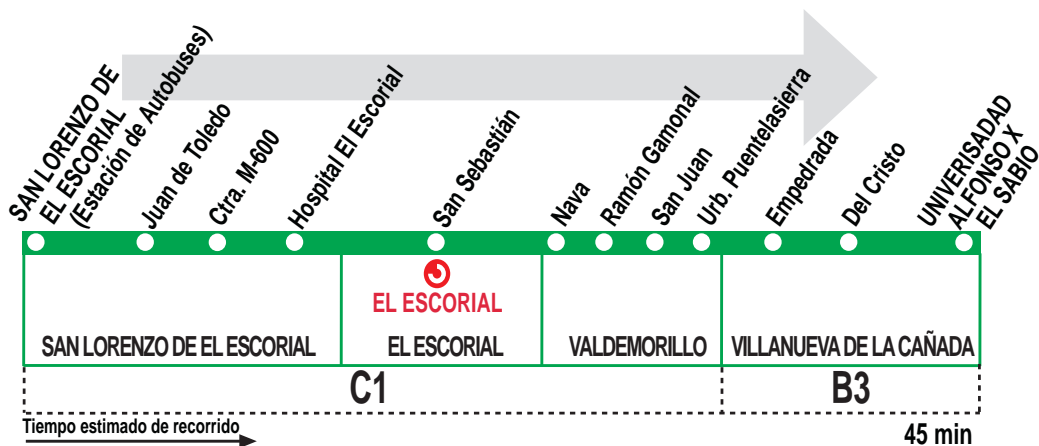 SAN LORENZO DE
EL ESCORIAL
(Estación de Autobuses)
Juan de Toledo
Ctra. M-600
Hospital El Escorial
San Sebastián
Nava
Ramón Gamonal
San Juan
Urb. Puentelasierra
Empedrada
Del Cristo
UNIVERISADAD
ALFONSO X
EL SABIO
EL ESCORIAL
SAN LORENZO DE EL ESCORIAL
EL ESCORIAL
VALDEMORILLO
VILLANUEVA DE LA CAÑADA
C1
B3
Tiempo estimado de recorrido
45 min